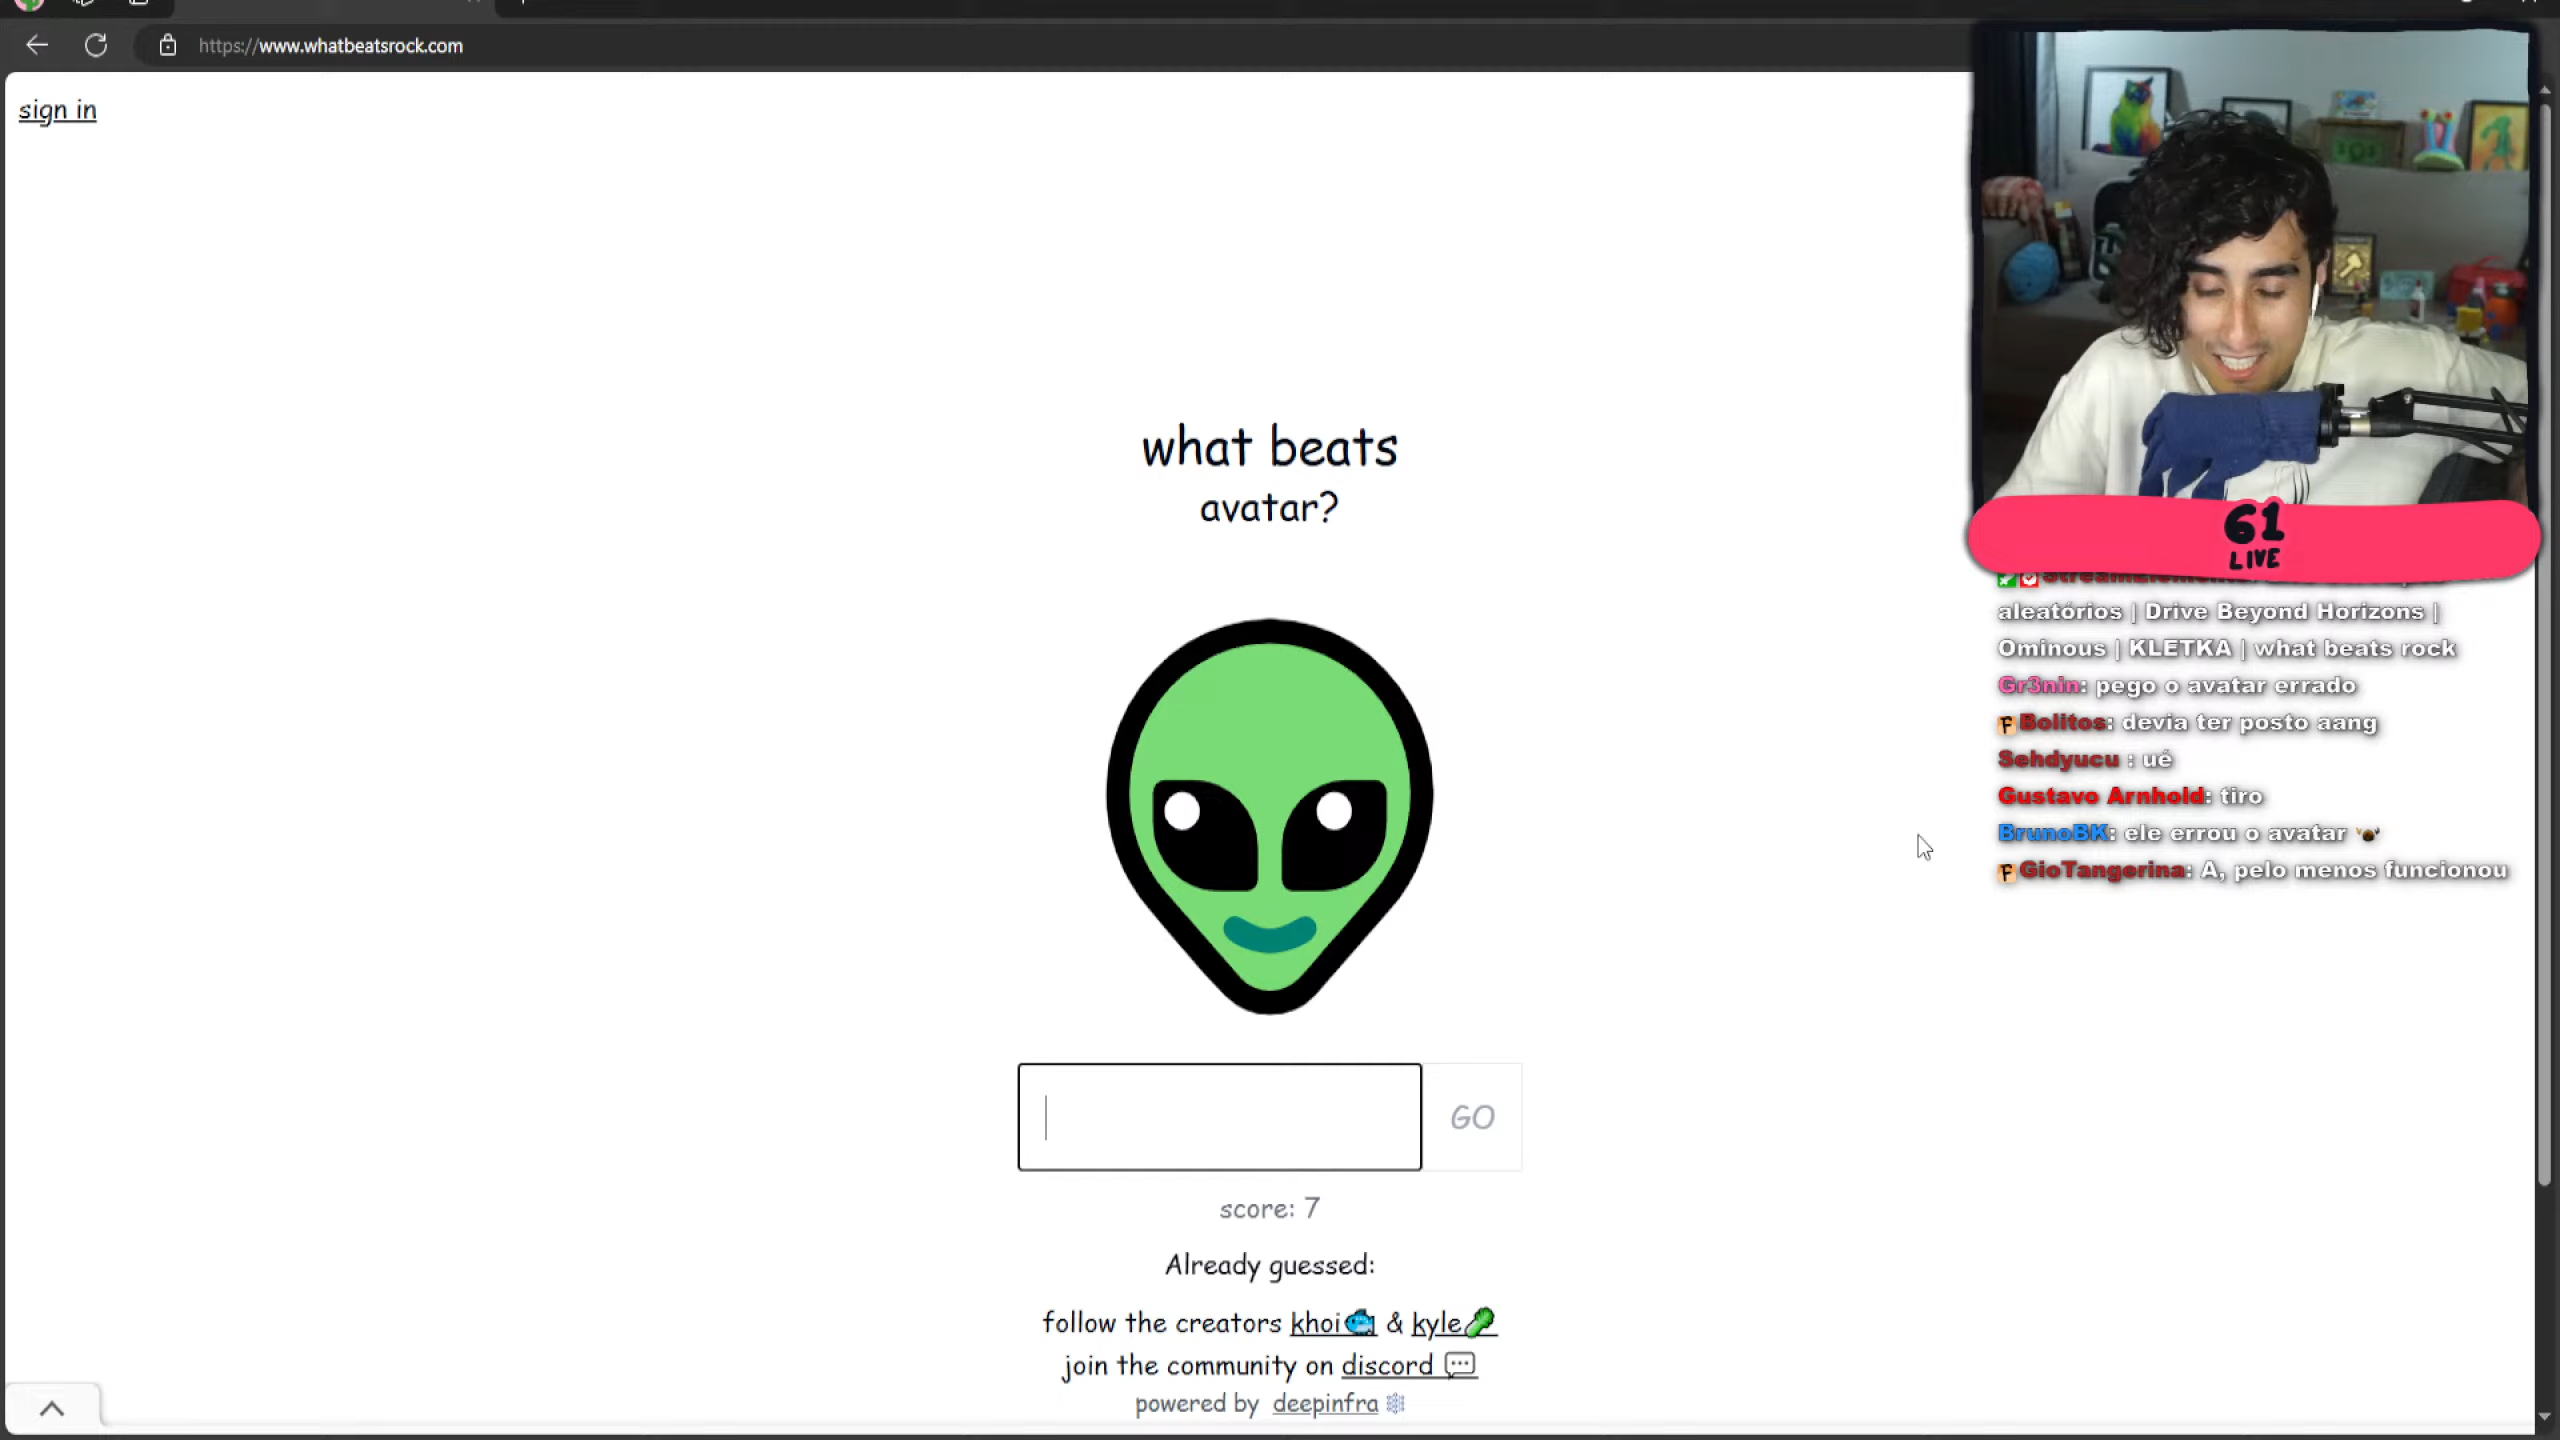 https://www.whatbeatsrock.com
sign in
what beats
avatar?
GO
score: 7
Already guessed:
follow the creators khoi & kyle
join the community on discord
powered by deepinfra
61
LIVE
aleatórios | Drive Beyond Horizons |
Ominous | KLETKA | what beats rock
Gr3nin: pego o avatar errado
Bolitos: devia ter posto aang
Sehdyucu : ué
Gustavo Arnhold: tiro
BrunoBK: ele errou o avatar
GioTangerina: A, pelo menos funcionou